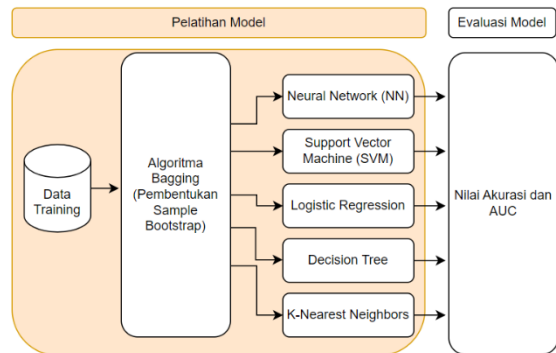 Pelatihan Model
Evaluasi Model
Data
Training
Algoritma
Bagging
(Pembentukan
Sample
Bootstrap)
Neural Network (NN)
Support Vector
Machine (SVM)
Logistic Regression
Decision Tree
K-Nearest Neighbors
Nilai Akurasi dan
AUC